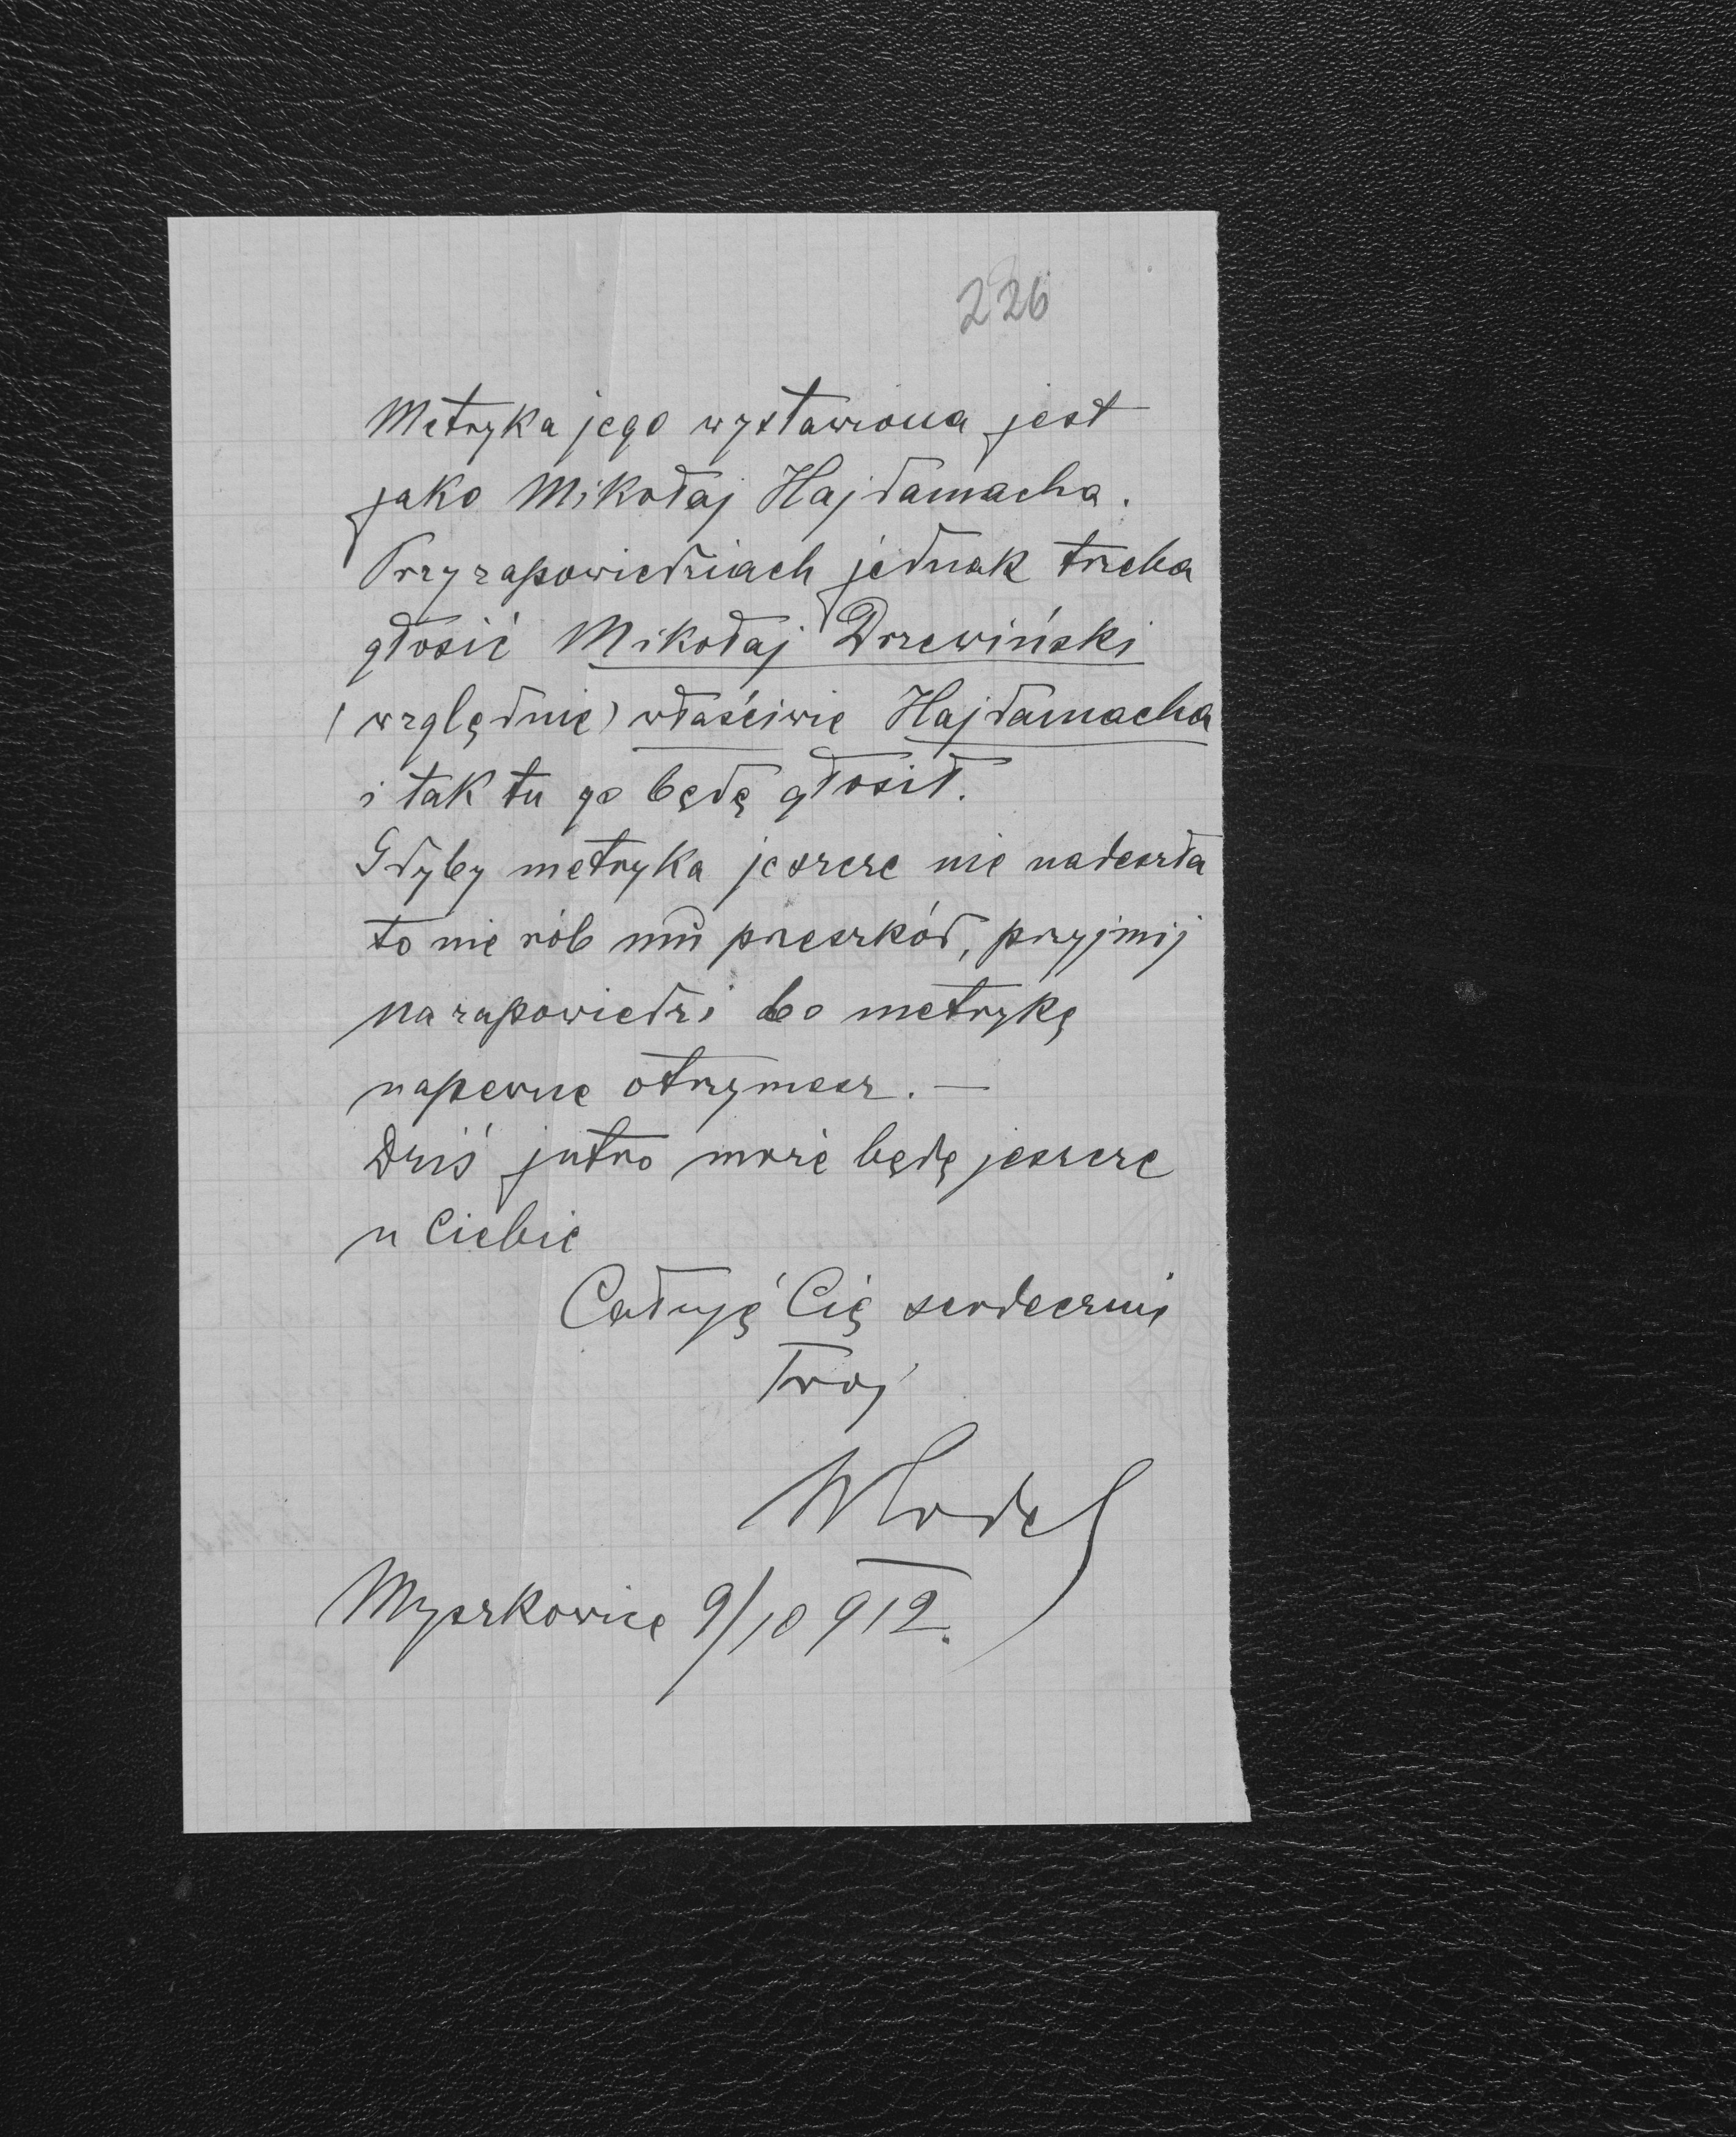 226
Metryka jego wystawiona jest
jako Mikołaj Hajdamacha.
Przy zapowiedziach jednak trzeba
głosić Mikołaj Drzewiński
(względnie) właściwie Hajdamacha
i tak tu go będę głosił.
Gdyby metryka jeszcze nie nadeszła
to nie rób mu przeszkód, przyjmij
na zapowiedzi bo metrykę
napewne otrzymasz. —
Dziś jutro może będę jeszcze
u Ciebie
Całuję Cię serdecznie
Twój
Włodek
Myszkowice 9/10 912.